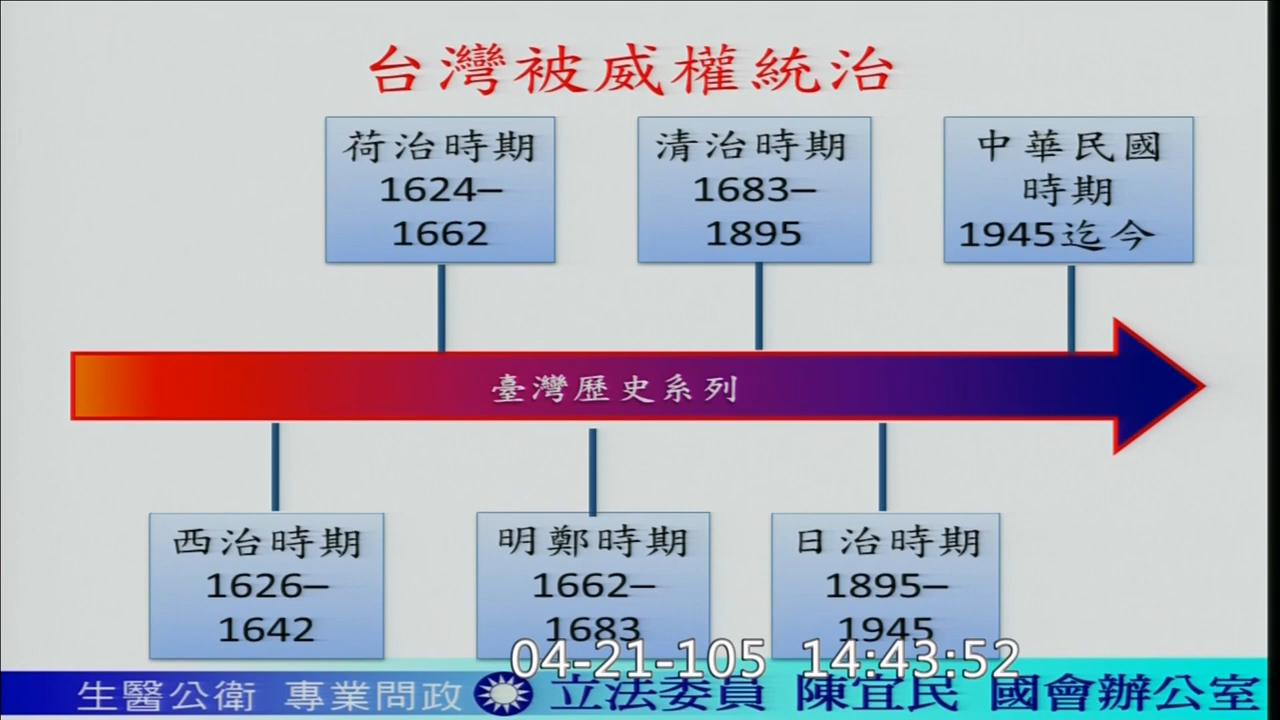 台灣被威權統治
荷治時期
1624–
1662
清治時期
1683–
1895
中華民國
時期
1945迄今
臺灣歷史系列
西治時期
1626–
1642
明鄭時期
1662–
1683
日治時期
1895–
1945
04-21-105 14:43:52
生醫公衛 專業問政 立法委員 陳宜民 國會辦公室